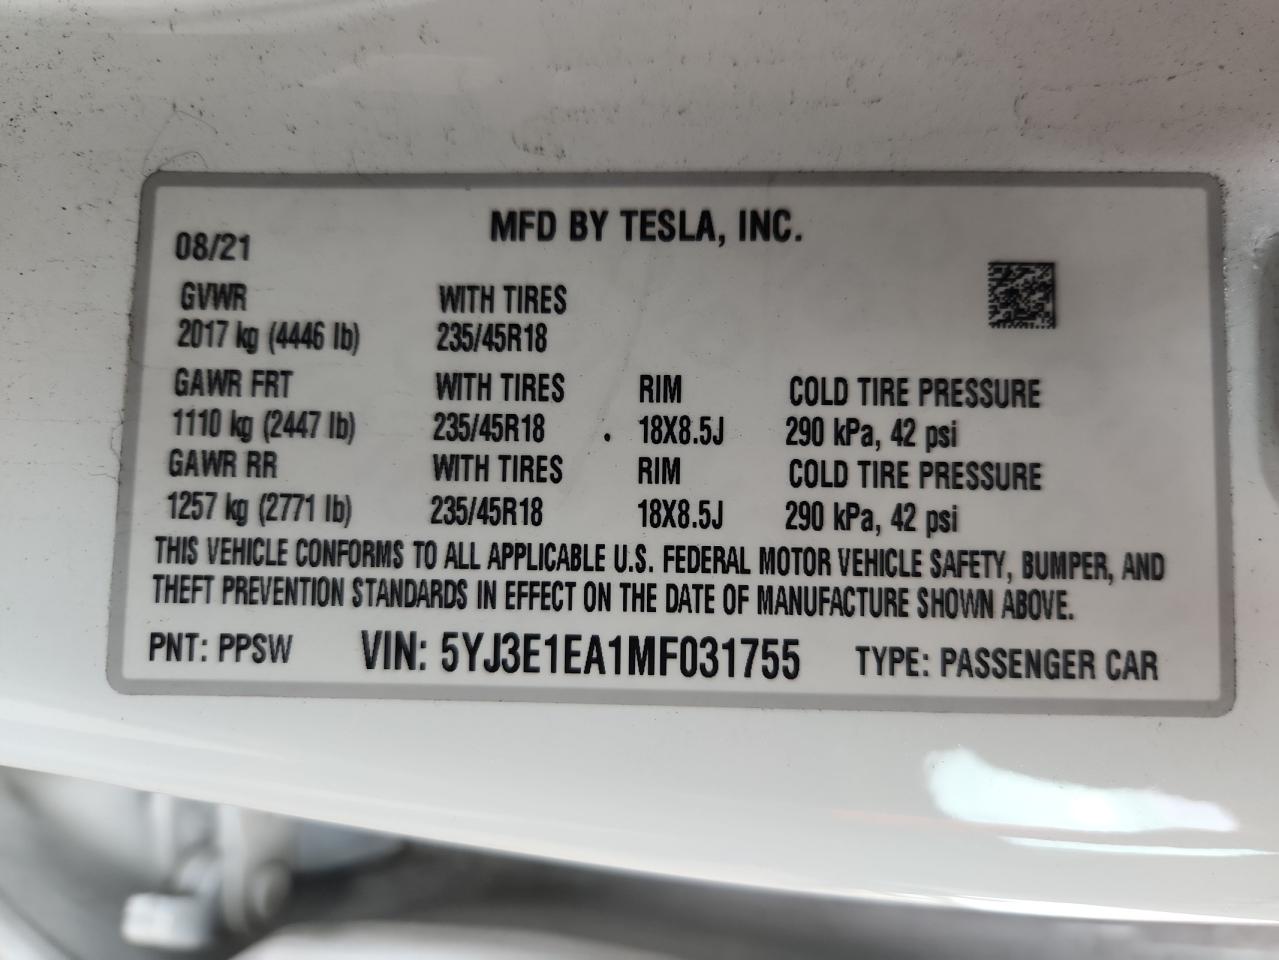 MFD BY TESLA, INC.
08/21
GVWR WITH TIRES
2017 kg (4446 lb) 235/45R18
GAWR FRT WITH TIRES RIM COLD TIRE PRESSURE
1110 kg (2447 lb) 235/45R18 18X8.5J 290 kPa, 42 psi
GAWR RR WITH TIRES RIM COLD TIRE PRESSURE
1257 kg (2771 lb) 235/45R18 18X8.5J 290 kPa, 42 psi
THIS VEHICLE CONFORMS TO ALL APPLICABLE U.S. FEDERAL MOTOR VEHICLE SAFETY, BUMPER, AND
THEFT PREVENTION STANDARDS IN EFFECT ON THE DATE OF MANUFACTURE SHOWN ABOVE.
PNT: PPSW VIN: 5YJ3E1EA1MF031755 TYPE: PASSENGER CAR